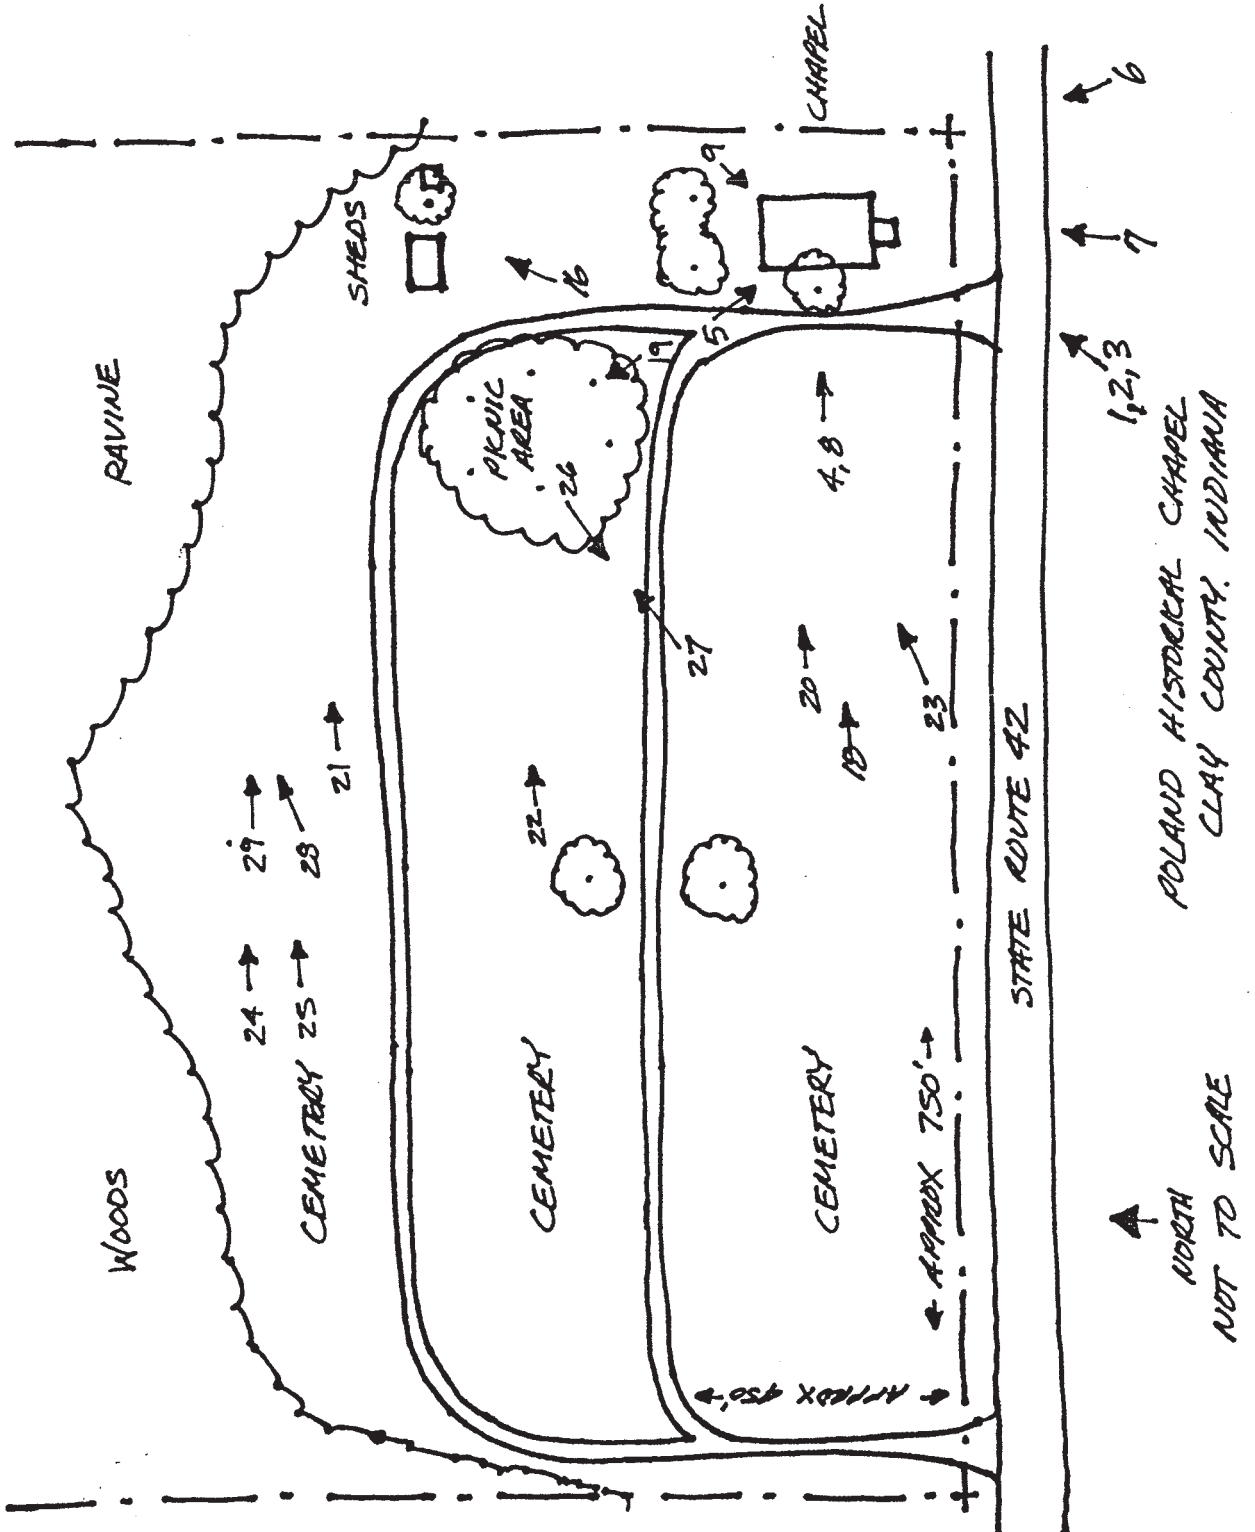 WOODS
RAVINE
24
29
CEMETERY
25
28
21
SHEDS
PICNIC
AREA
22
CEMETERY
26
16
19
27
5
9
CEMETERY
20
4,8
CHAPEL
18
APPROX 450'
APPROX 750'
23
STATE ROUTE 42
1,2,3
7
6
POLAND HISTORICAL CHAPEL
CLAY COUNTY. INDIANA
NORTH
NOT TO SCALE